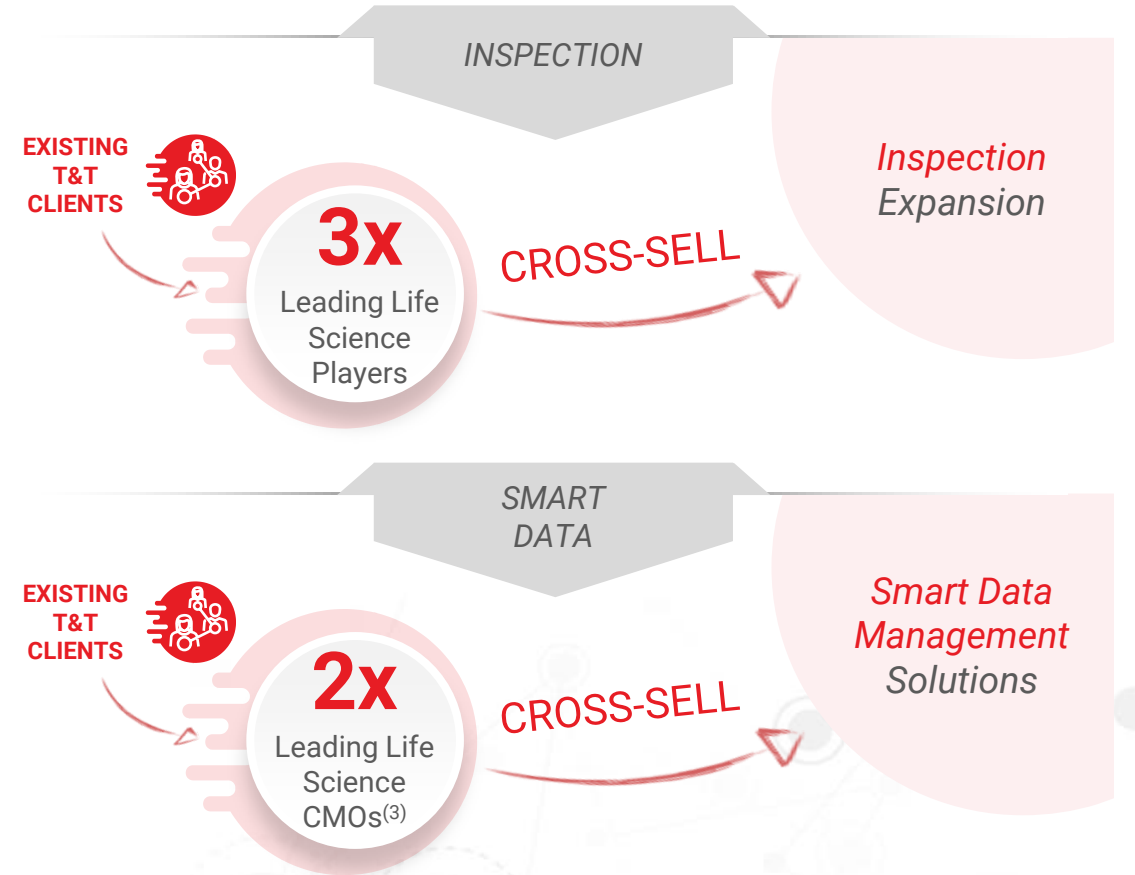 INSPECTION
EXISTING
T&T
CLIENTS
3x
Leading Life
Science
Players
CROSS-SELL
Inspection
Expansion
SMART
DATA
EXISTING
T&T
CLIENTS
2x
Leading Life
Science
CMOs(3)
CROSS-SELL
Smart Data
Management
Solutions